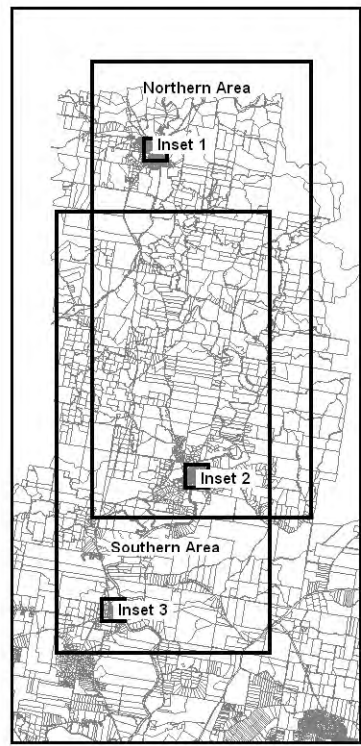 Northern Area
Inset 1
Inset 2
Southern Area
Inset 3